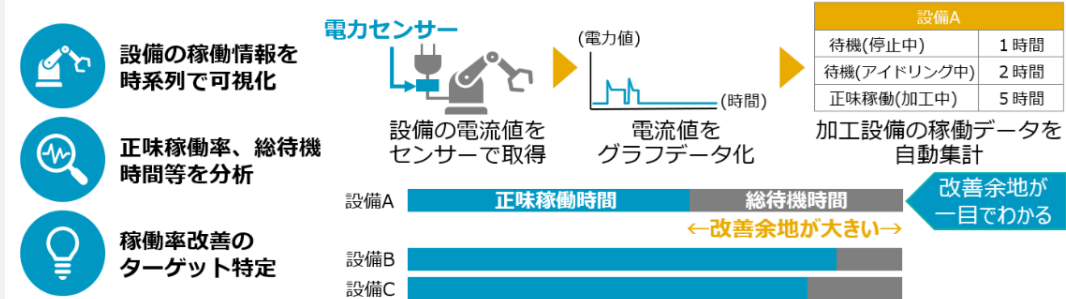 設備の稼働情報を
時系列で可視化
正味稼働率、総待機
時間等を分析
稼働率改善の
ターゲット特定
電力センサー
設備の電流値を
センサーで取得
(電力値)
(時間)
電流値を
グラフデータ化
設備A
待機(停止中) 1時間
待機(アイドリング中) 2時間
正味稼働(加工中) 5時間
加工設備の稼働データを
自動集計
設備A 正味稼働時間 総待機時間
←改善余地が大きい→
改善余地が
一目でわかる
設備B
設備C